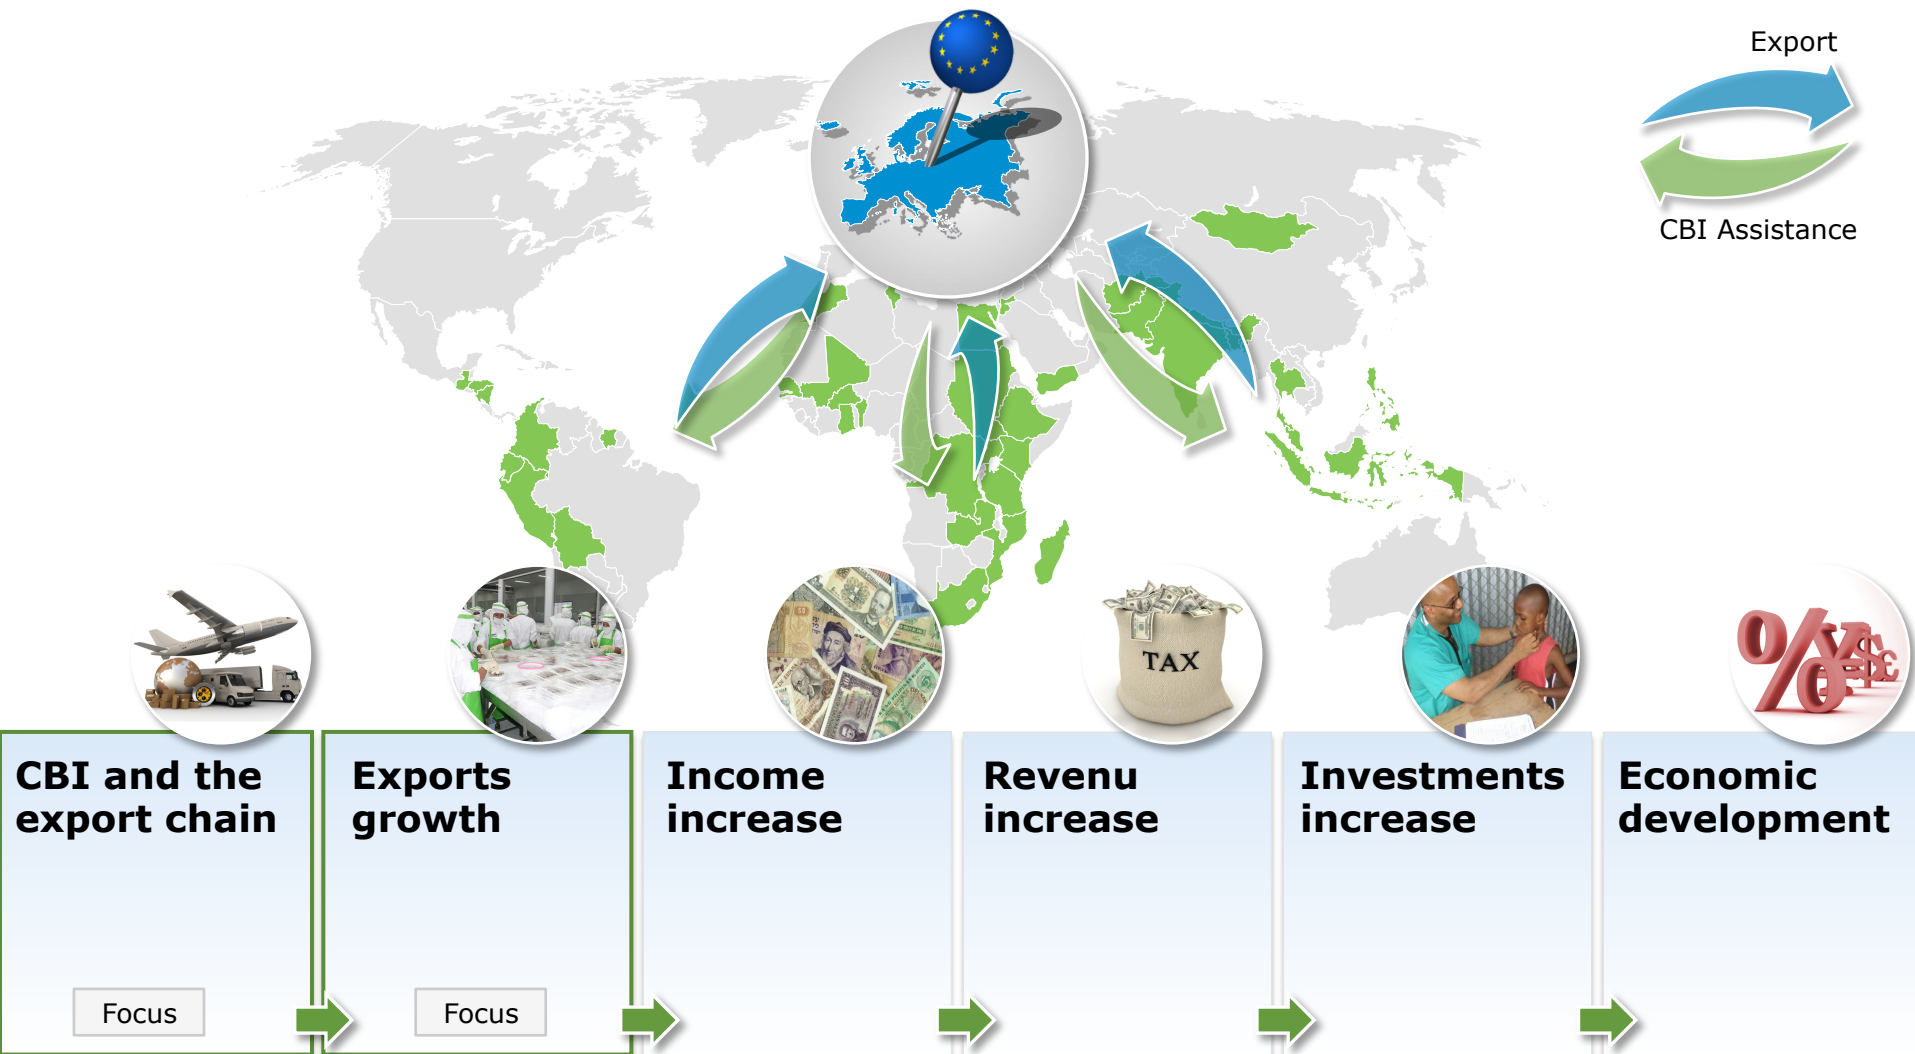 Export
CBI Assistance
TAX
CBI and the
export chain
Focus
Exports
growth
Focus
Income
increase
Revenu
increase
Investments
increase
Economic
development